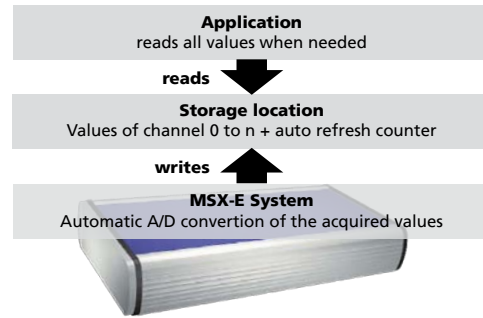 Application
reads all values when needed
reads
Storage location
Values of channel 0 to n + auto refresh counter
writes
MSX-E System
Automatic A/D convertion of the acquired values